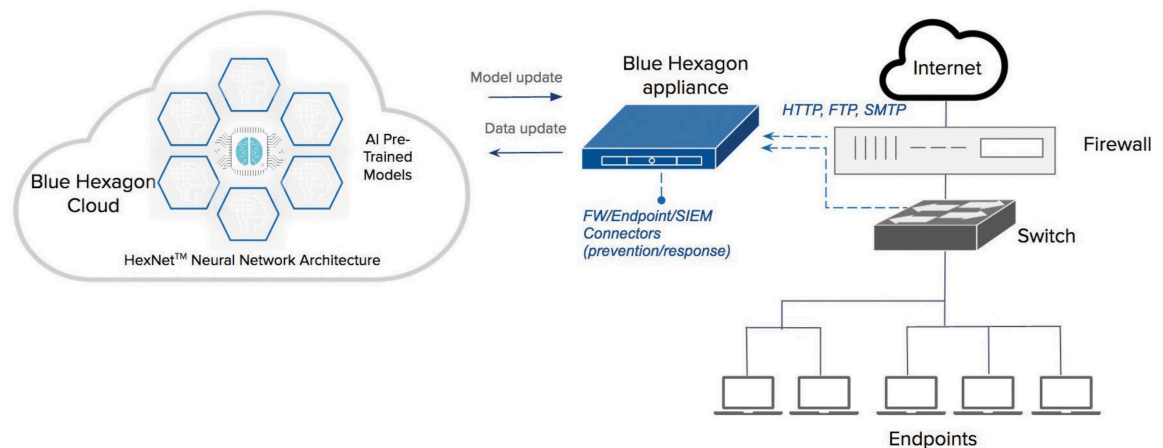 Blue Hexagon
Cloud
AI Pre-
Trained
Models
HexNet™ Neural Network Architecture
Model update
Data update
Blue Hexagon
appliance
FW/Endpoint/SIEM
Connectors
(prevention/response)
HTTP, FTP, SMTP
Internet
Firewall
Switch
Endpoints